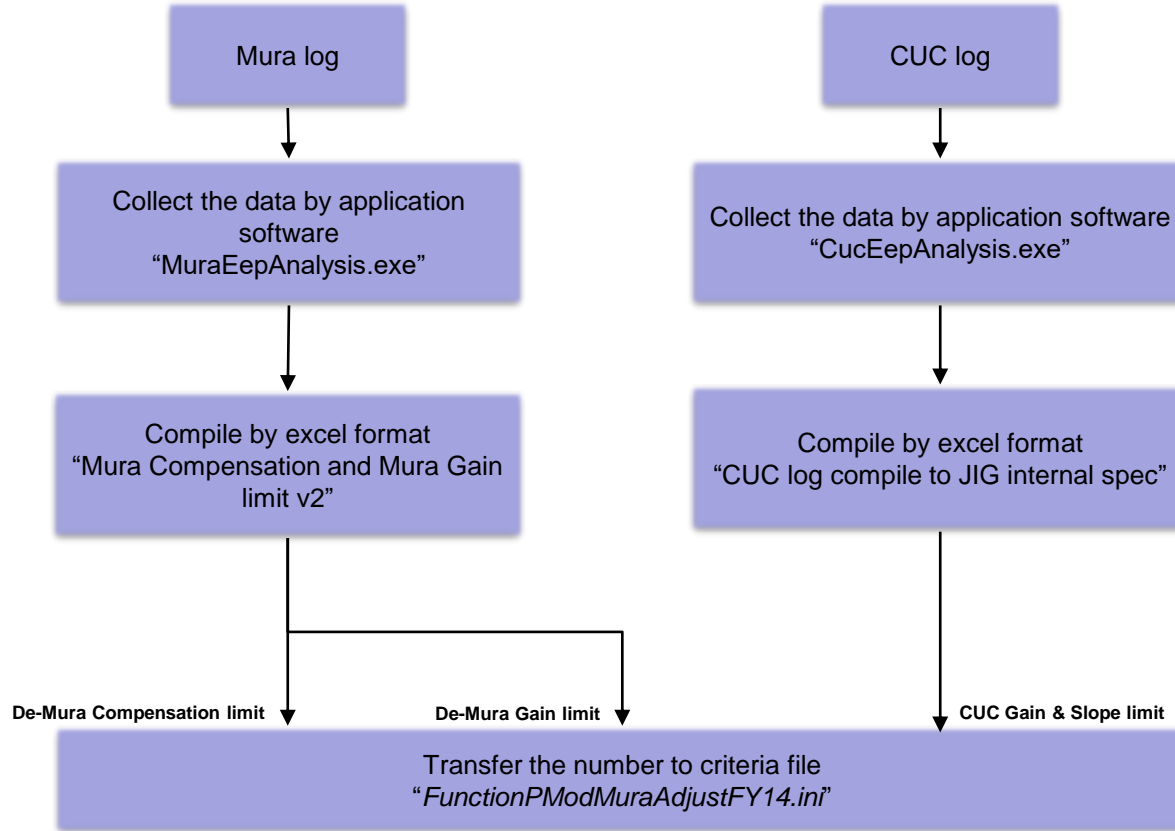 Mura log
CUC log
Collect the data by application
software
“MuraEepAnalysis.exe”
Collect the data by application software
“CucEepAnalysis.exe”
Compile by excel format
“Mura Compensation and Mura Gain
limit v2”
Compile by excel format
“CUC log compile to JIG internal spec”
De-Mura Compensation limit
De-Mura Gain limit
CUC Gain & Slope limit
Transfer the number to criteria file
“FunctionPModMuraAdjustFY14.ini”